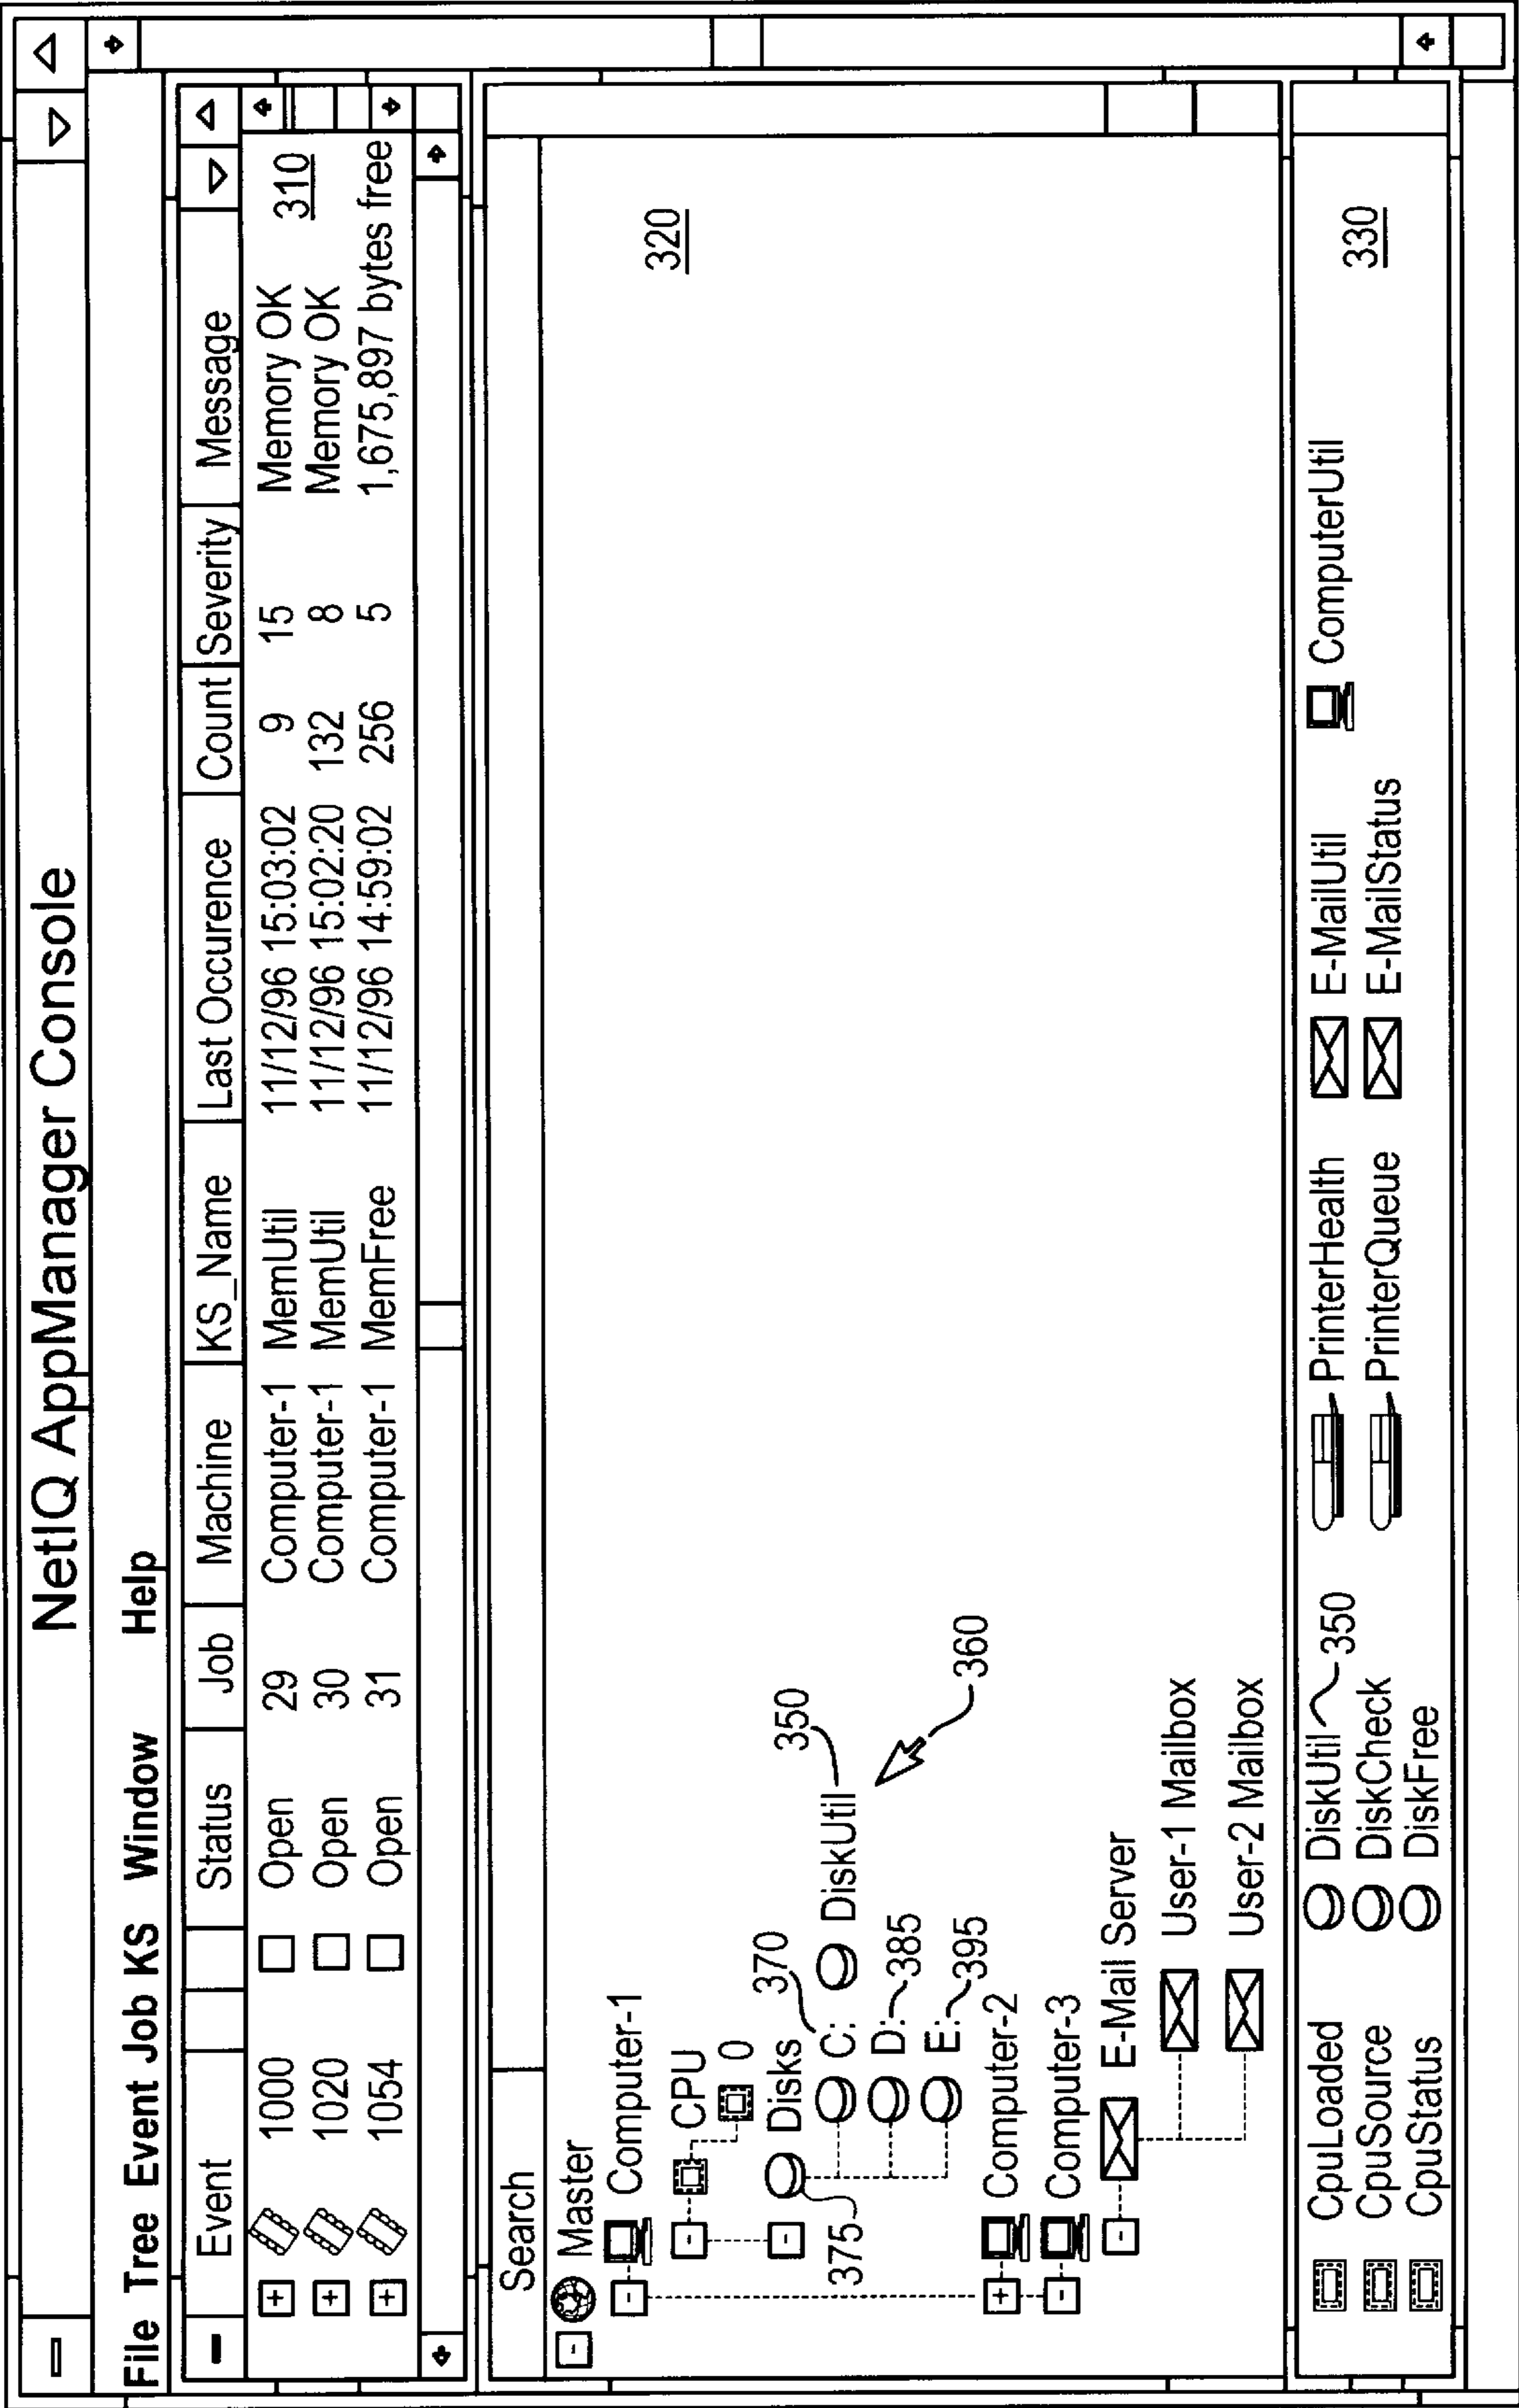 NetIQ AppManager Console
File Tree Event Job KS Window Help
Event Status Job Machine KS_Name Last Occurence Count Severity Message
+ 1000 Open 29 Computer-1 MemUtil 11/12/96 15:03:02 9 15 Memory OK 310
+ 1020 Open 30 Computer-1 MemUtil 11/12/96 15:02:20 132 8 Memory OK
+ 1054 Open 31 Computer-1 MemFree 11/12/96 14:59:02 256 5 1,675,897 bytes free
Search
- Master
- Computer-1 320
- CPU
0
- Disks 370 350
375 C: DiskUtil
D: 385 360
E: 395
+ Computer-2
- Computer-3
- E-Mail Server
User-1 Mailbox
User-2 Mailbox
CpuLoaded DiskUtil 350 PrinterHealth E-MailUtil ComputerUtil 330
CpuSource DiskCheck PrinterQueue E-MailStatus
CpuStatus DiskFree